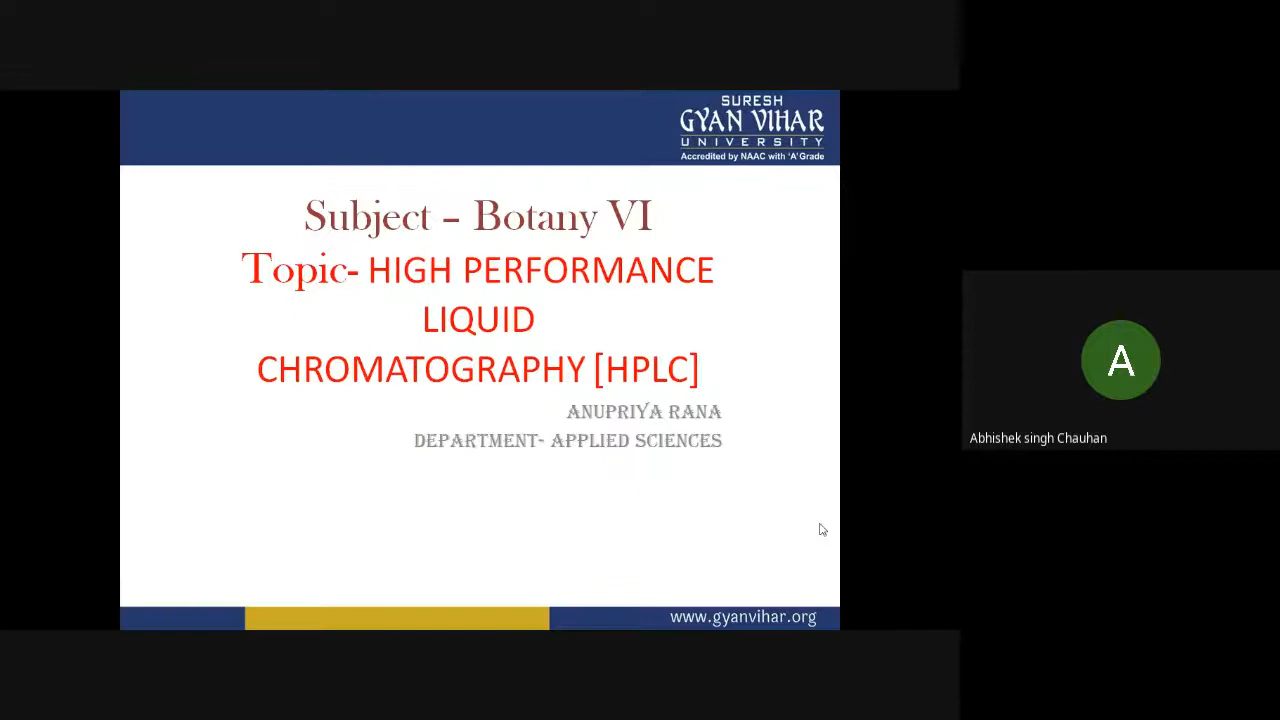 SURESH
GYAN VIHAR
UNIVERSITY
Accredited by NAAC with 'A' Grade
Subject – Botany VI
Topic- HIGH PERFORMANCE
LIQUID
CHROMATOGRAPHY [HPLC]
ANUPRIYA RANA
DEPARTMENT- APPLIED SCIENCES
A
Abhishek singh Chauhan
www.gyanvihar.org